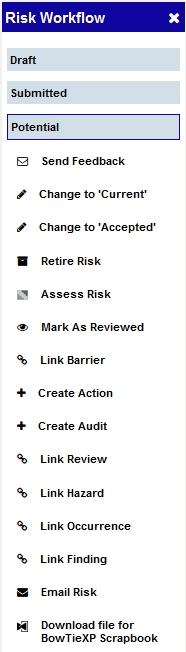 Risk Workflow
Draft
Submitted
Potential
Send Feedback
Change to 'Current'
Change to 'Accepted'
Retire Risk
Assess Risk
Mark As Reviewed
Link Barrier
Create Action
Create Audit
Link Review
Link Hazard
Link Occurrence
Link Finding
Email Risk
Download file for
BowTieXP Scrapbook